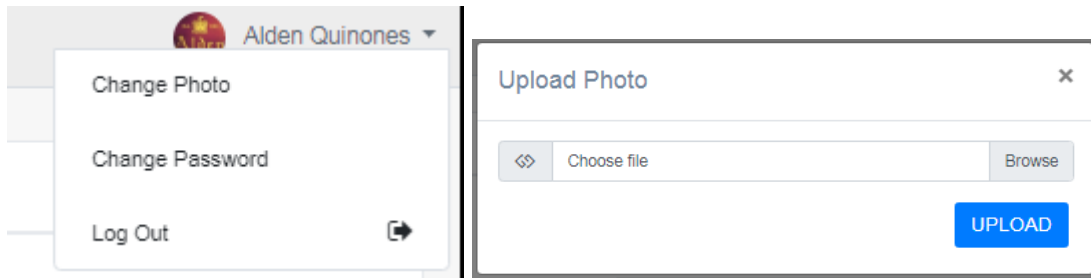 Alden Quinones
Change Photo
Change Password
Log Out
Upload Photo
×
Choose file
Browse
UPLOAD